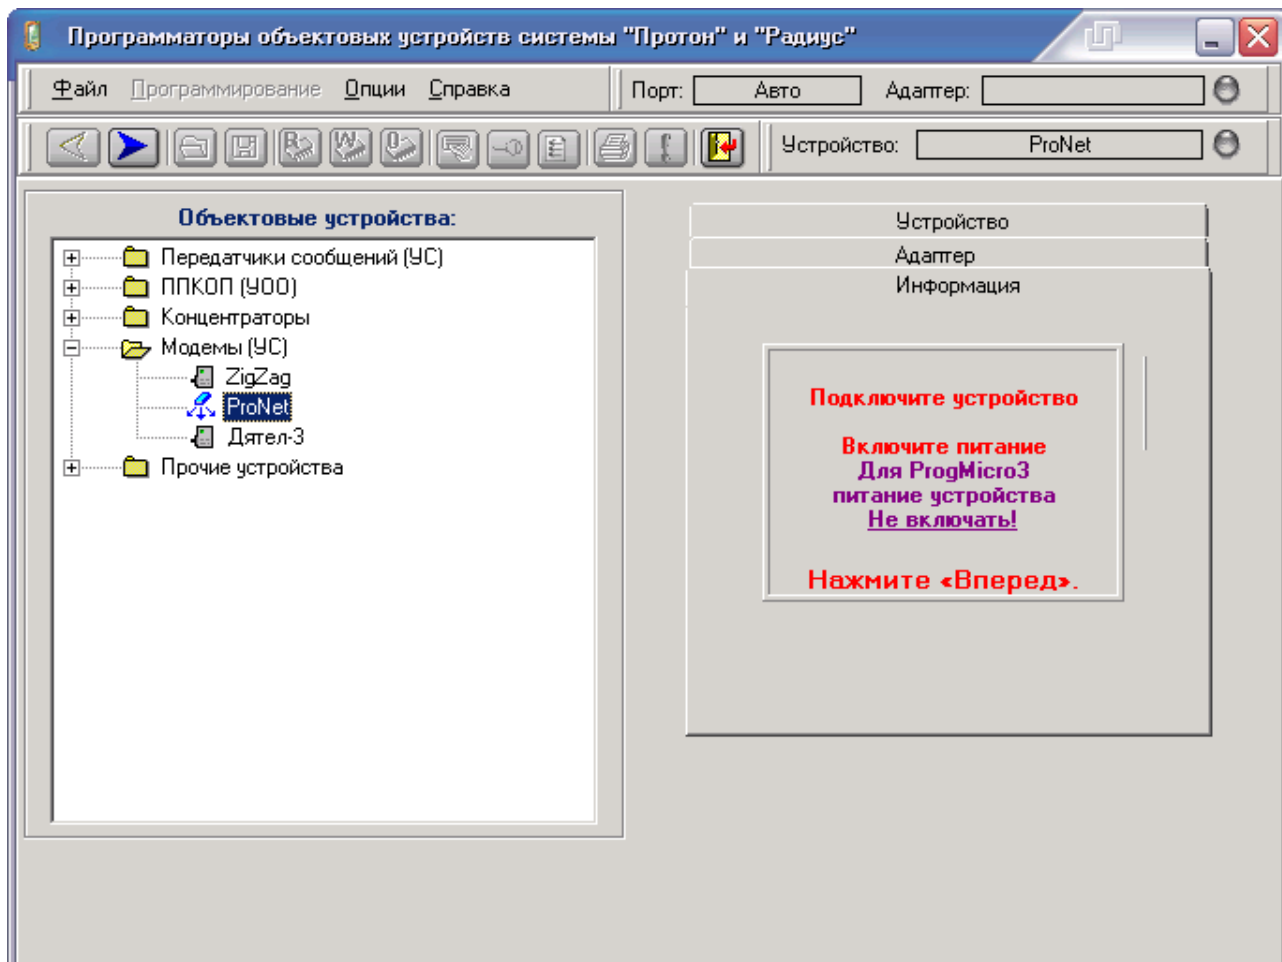 Программаторы объектовых устройств системы "Протон" и "Радиус"
Файл Программирование Опции Справка Порт: Авто Адаптер:
Устройство: ProNet
Объектовые устройства:
Передатчики сообщений (УС)
ППКОП (УОО)
Концентраторы
Модемы (УС)
ZigZag
ProNet
Дятел-3
Прочие устройства
Устройство
Адаптер
Информация
Подключите устройство
Включите питание
Для ProgMicro3
питание устройства
Не включать!
Нажмите «Вперед».